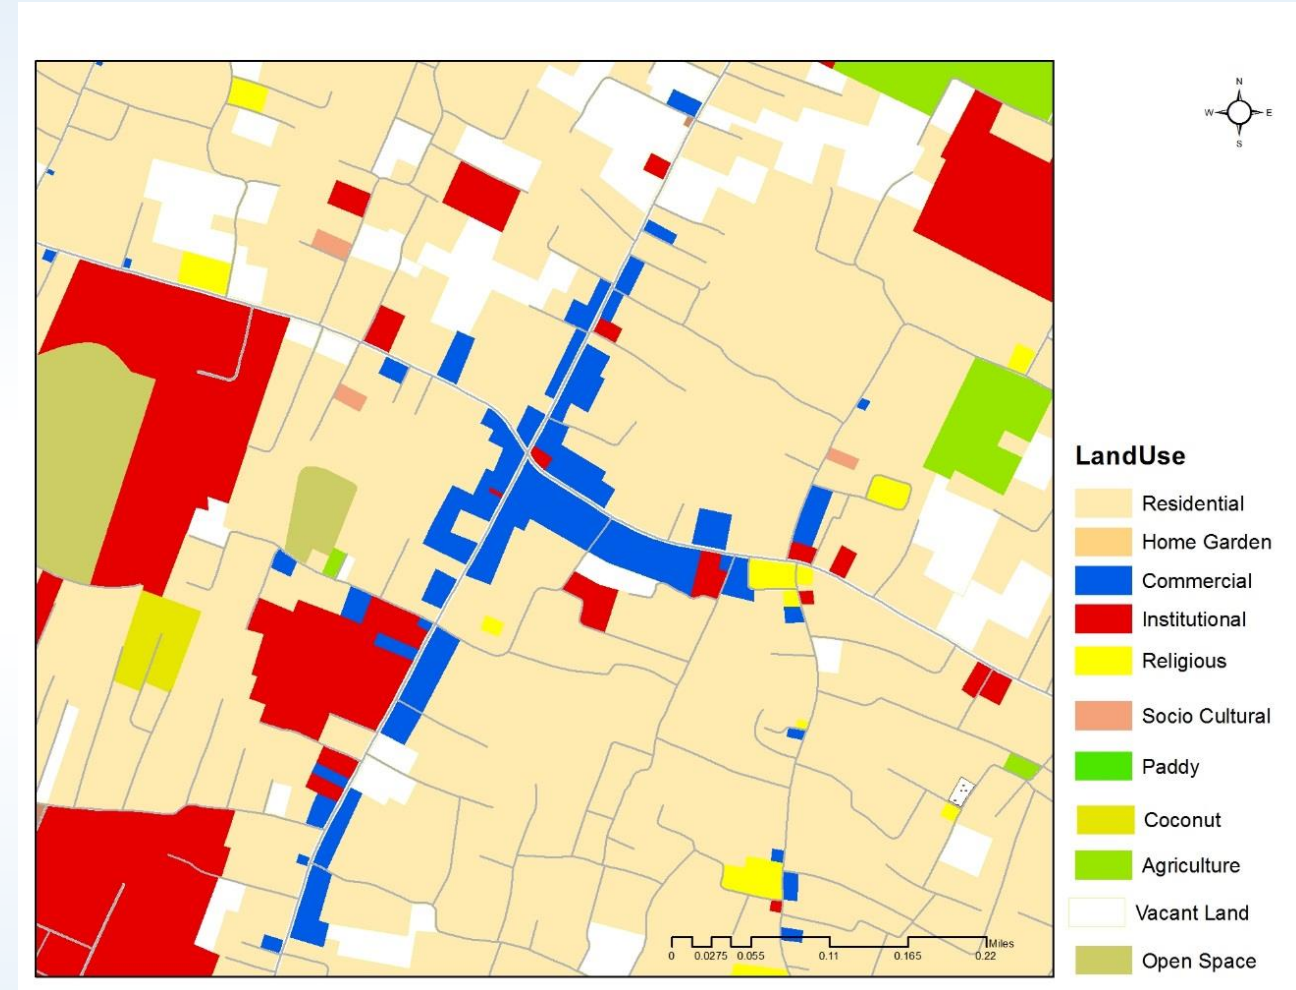 N
W E
S
LandUse
Residential
Home Garden
Commercial
Institutional
Religious
Socio Cultural
Paddy
Coconut
Agriculture
Vacant Land
Open Space
Miles
0 0.0275 0.055 0.11 0.165 0.22